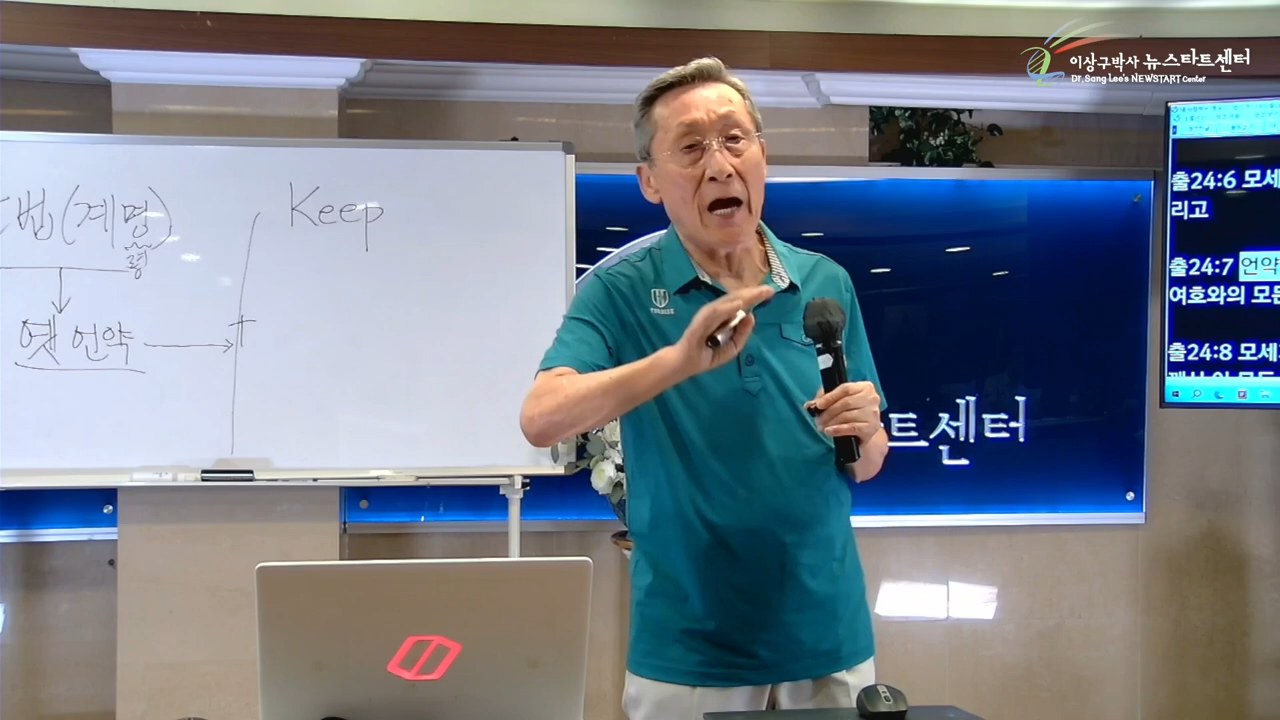 이상구박사 뉴스타트센터
Dr. Sang Lee's NEWSTART Center
법(계명)
Keep
옛 언약
출24:6 모세
리고
출24:7 언약
여호와의 모든
출24:8 모세
트센터